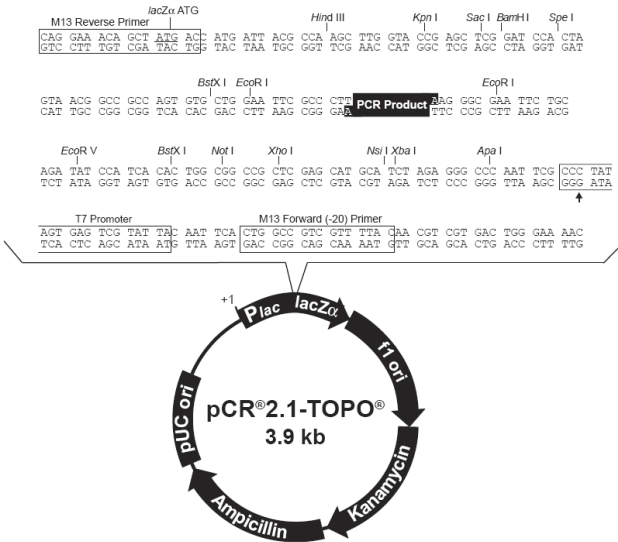 lacZα ATG
M13 Reverse Primer
Hind III Kpn I Sac I BamH I Spe I
CAG GAA ACA GCT ATG ACC ATG ATT ACG CCA AGC TTG GTA CCG AGC TCG GAT CCA CTA
GTC CTT TGT CGA TAC TGG TAC TAA TGC GGT TCG AAC CAT GGC TCG AGC CTA GGT GAT
BstX I EcoR I EcoR I
GTA ACG GCC GCC AGT GTG CTG GAA TTC GCC CTT PCR Product AAG GGC GAA TTC TGC
CAT TGC CGG CGG TCA CAC GAC CTT AAG CGG GAA TTC CCG CTT AAG ACG
EcoR V BstX I Not I Xho I Nsi I Xba I Apa I
AGA TAT CCA TCA CAC TGG CGG CCG CTC GAG CAT GCA TCT AGA GGG CCC AAT TCG CCC TAT
TCT ATA GGT AGT GTG ACC GCC GGC GAG CTC GTA CGT AGA TCT CCC GGG TTA AGC GGG ATA
T7 Promoter M13 Forward (-20) Primer
AGT GAG TCG TAT TAC AAT TCA CTG GCC GTC GTT TTA CAA CGT CGT GAC TGG GAA AAC
TCA CTC AGC ATA ATG TTA AGT GAC CGG CAG CAA AAT GTT GCA GCA CTG ACC CTT TTG
+1
Plac lacZα
f1 ori
Kanamycin
Ampicillin
pUC ori
pCR®2.1-TOPO®
3.9 kb